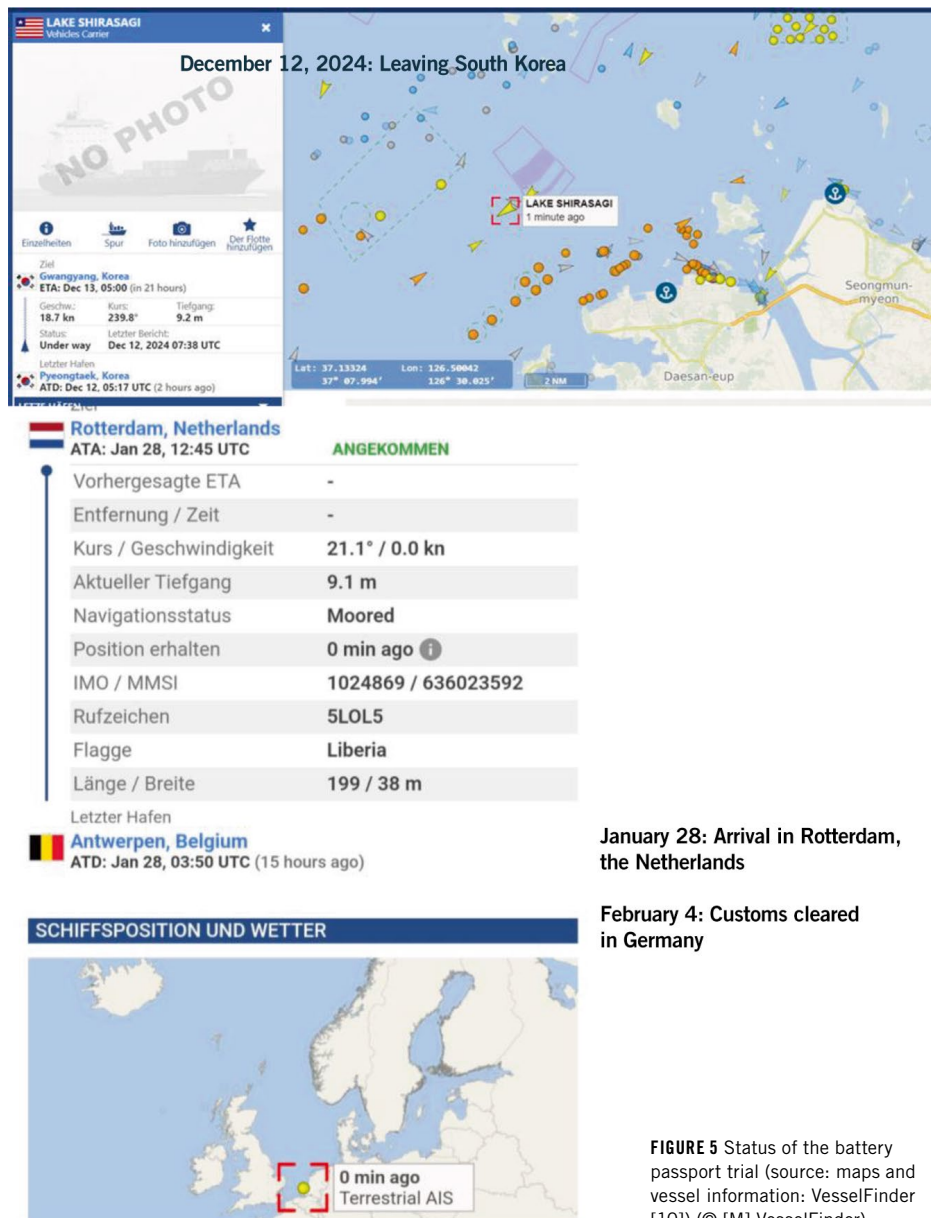 LAKE SHIRASAGI
Vehicles Carrier
December 12, 2024: Leaving South Korea
NO PHOTO
Einzelheiten
Spur
Foto hinzufügen
Der Flotte
hinzufügen
Ziel
Gwangyang, Korea
ETA: Dec 13, 05:00 (in 21 hours)
Geschw.: Kurs: Tiefgang:
18.7 kn 239.8° 9.2 m
Status: Letzter Bericht:
Under way Dec 12, 2024 07:38 UTC
Letzter Hafen
Pyeongtaek, Korea
ATD: Dec 12, 05:17 UTC (2 hours ago)
LAKE SHIRASAGI
1 minute ago
Seongmun-
myeon
Daesan-eup
Lat: 37.13324 Lon: 126.50042
37° 07.994' 126° 30.025'
2 NM
Ziel
Rotterdam, Netherlands
ATA: Jan 28, 12:45 UTC ANGEKOMMEN
Vorhergesagte ETA -
Entfernung / Zeit -
Kurs / Geschwindigkeit 21.1° / 0.0 kn
Aktueller Tiefgang 9.1 m
Navigationsstatus Moored
Position erhalten 0 min ago i
IMO / MMSI 1024869 / 636023592
Rufzeichen 5LOL5
Flagge Liberia
Länge / Breite 199 / 38 m
Letzter Hafen
Antwerpen, Belgium
ATD: Jan 28, 03:50 UTC (15 hours ago)
January 28: Arrival in Rotterdam,
the Netherlands
February 4: Customs cleared
in Germany
SCHIFFSPOSITION UND WETTER
0 min ago
Terrestrial AIS
FIGURE 5 Status of the battery
passport trial (source: maps and
vessel information: VesselFinder
[10]) (© [M] VesselFinder)